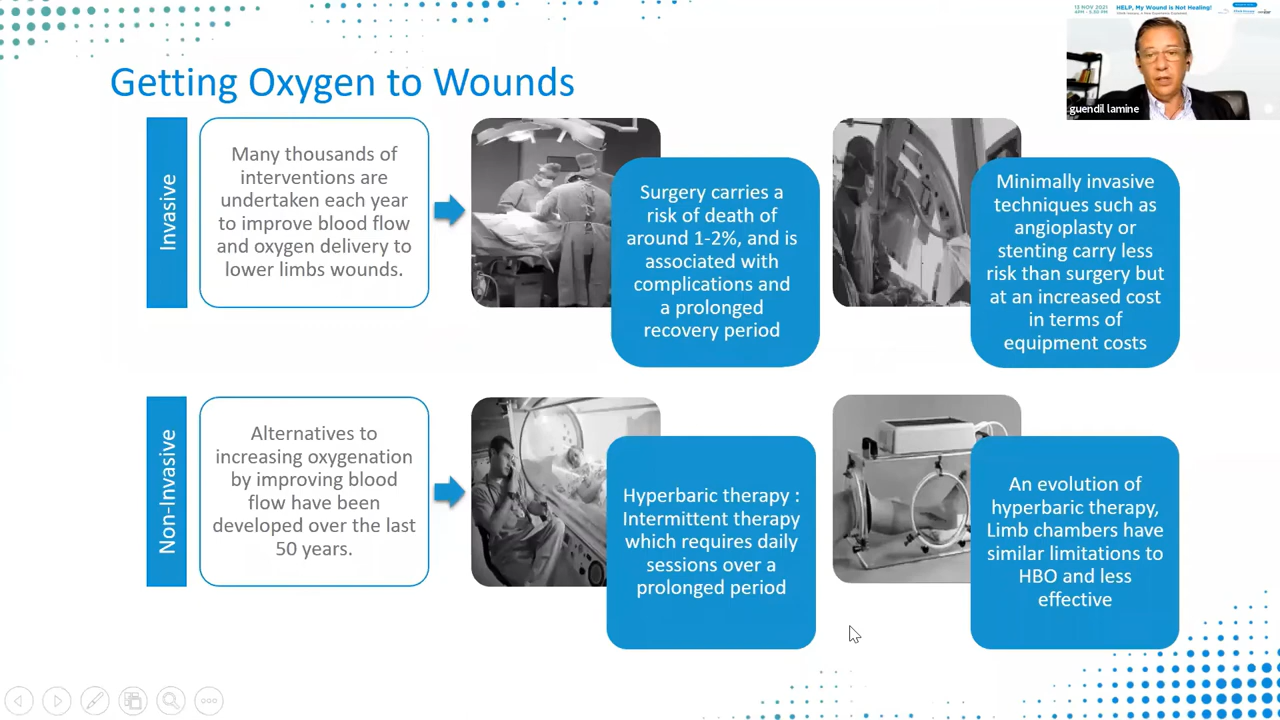 12 NOV 2021
4PM - 5.30 PM
HELP, My Wound is Not Healing!
guendil lamine
Getting Oxygen to Wounds
Invasive
Many thousands of
interventions are
undertaken each year
to improve blood flow
and oxygen delivery to
lower limbs wounds.
Surgery carries a
risk of death of
around 1-2%, and is
associated with
complications and
a prolonged
recovery period
Minimally invasive
techniques such as
angioplasty or
stenting carry less
risk than surgery but
at an increased cost
in terms of
equipment costs
Non-Invasive
Alternatives to
increasing oxygenation
by improving blood
flow have been
developed over the last
50 years.
Hyperbaric therapy :
Intermittent therapy
which requires daily
sessions over a
prolonged period
An evolution of
hyperbaric therapy,
Limb chambers have
similar limitations to
HBO and less
effective